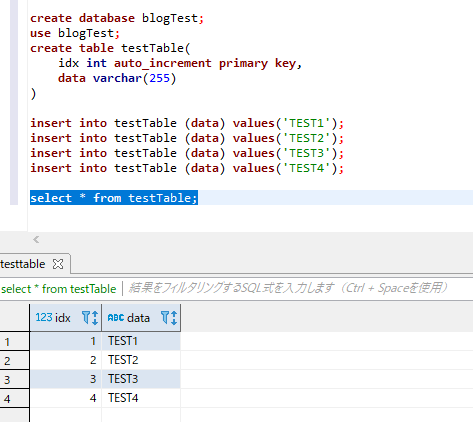 create database blogTest;
use blogTest;
create table testTable(
    idx int auto_increment primary key,
    data varchar(255)
)
insert into testTable (data) values('TEST1');
insert into testTable (data) values('TEST2');
insert into testTable (data) values('TEST3');
insert into testTable (data) values('TEST4');
select * from testTable;
testtable
select * from testTable 結果をフィルタリングするSQL式を入力します (Ctrl + Spaceを使用)
123 idx ABC data
1 1 TEST1
2 2 TEST2
3 3 TEST3
4 4 TEST4